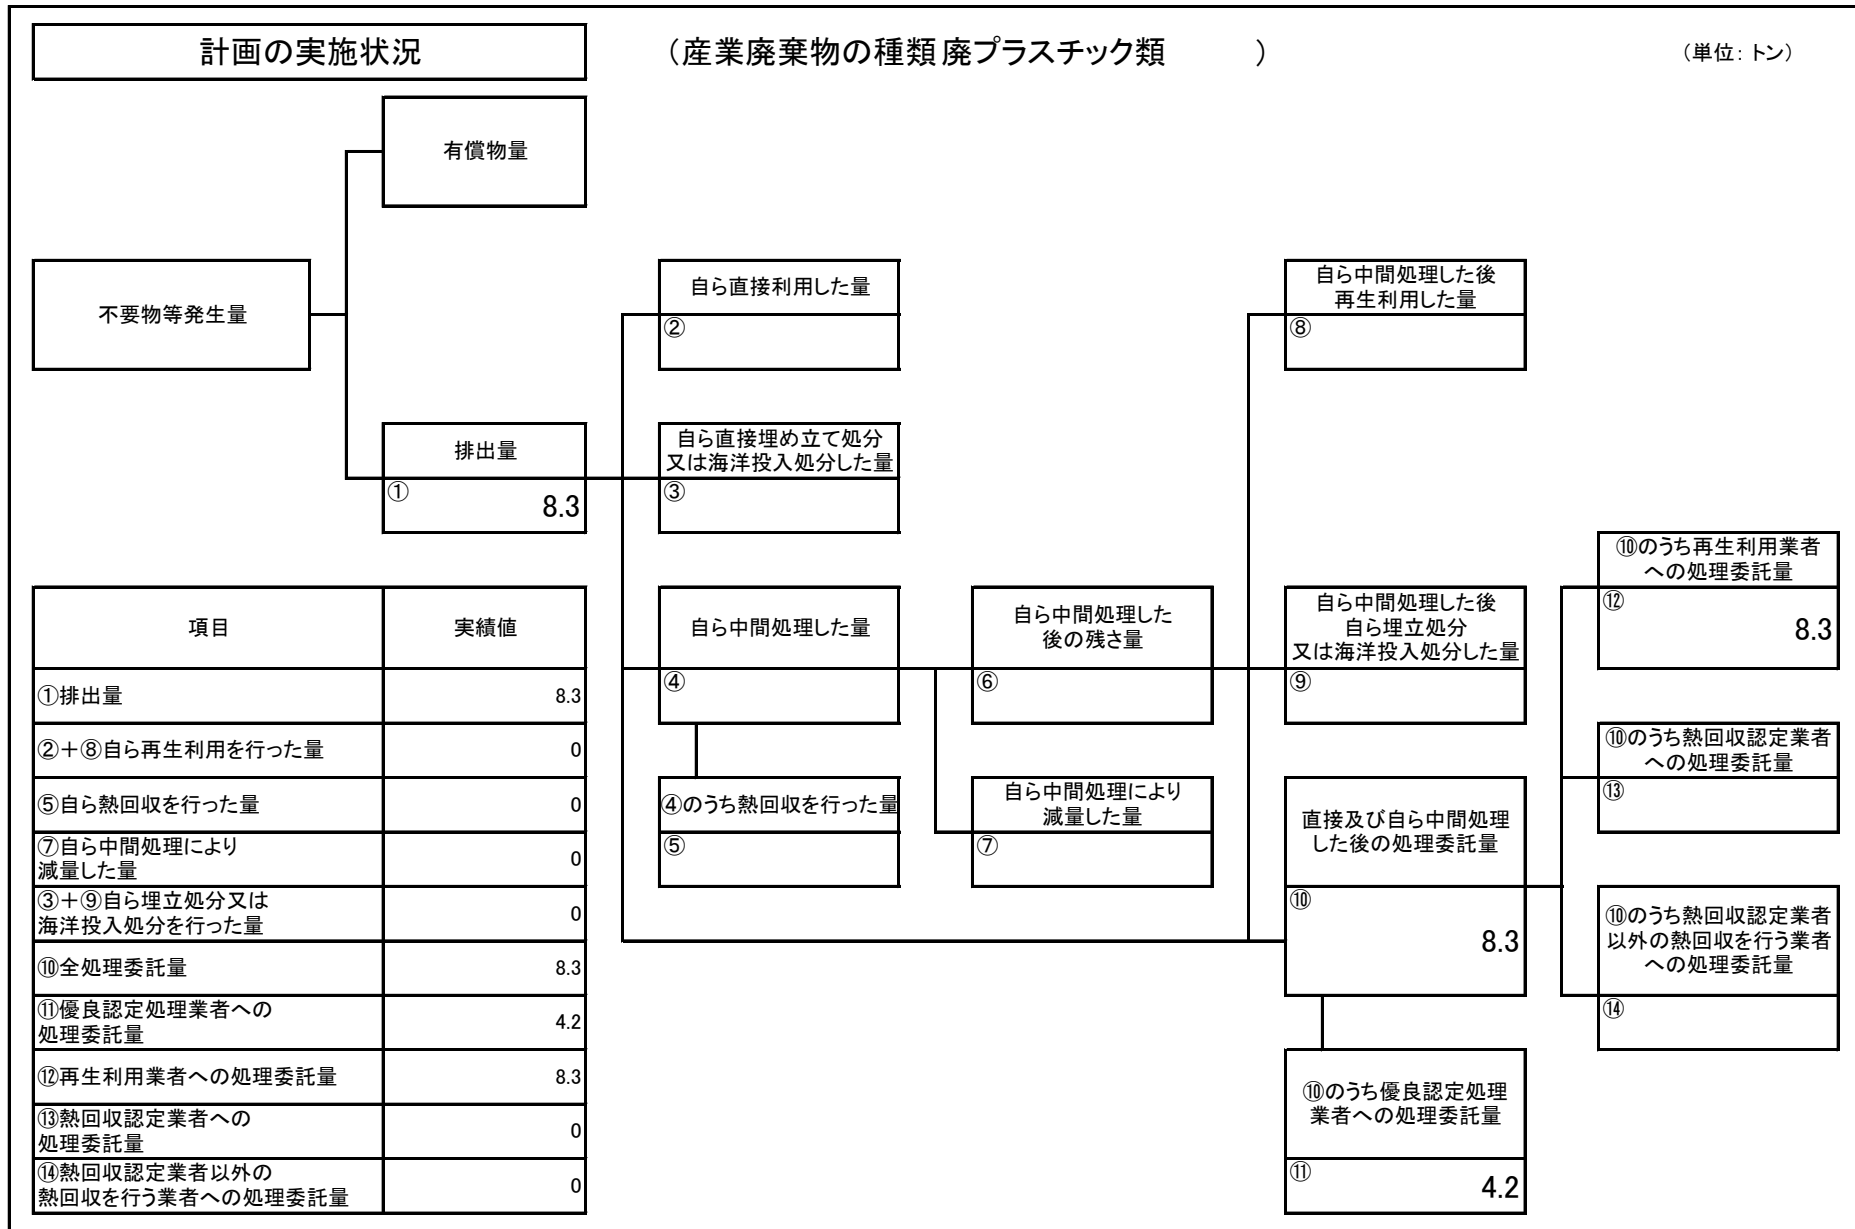 計画の実施状況
（産業廃棄物の種類 廃プラスチック類　　　）
（単位：トン）
有償物量
不要物等発生量
自ら直接利用した量
②
自ら中間処理した後
再生利用した量
⑧
排出量
①
8.3
自ら直接埋め立て処分
又は海洋投入処分した量
③
⑩のうち再生利用業者
への処理委託量
⑫
8.3
自ら中間処理した量
④
自ら中間処理した
後の残さ量
⑥
自ら中間処理した後
自ら埋立処分
又は海洋投入処分した量
⑨
⑩のうち熱回収認定業者
への処理委託量
⑬
④のうち熱回収を行った量
⑤
自ら中間処理により
減量した量
⑦
直接及び自ら中間処理
した後の処理委託量
⑩
8.3
⑩のうち熱回収認定業者
以外の熱回収を行う業者
への処理委託量
⑭
⑩のうち優良認定処理
業者への処理委託量
⑪
4.2
項目 実績値
①排出量 8.3
②＋⑧自ら再生利用を行った量 0
⑤自ら熱回収を行った量 0
⑦自ら中間処理により
減量した量 0
③＋⑨自ら埋立処分又は
海洋投入処分を行った量 0
⑩全処理委託量 8.3
⑪優良認定処理業者への
処理委託量 4.2
⑫再生利用業者への処理委託量 8.3
⑬熱回収認定業者への
処理委託量 0
⑭熱回収認定業者以外の
熱回収を行う業者への処理委託量 0